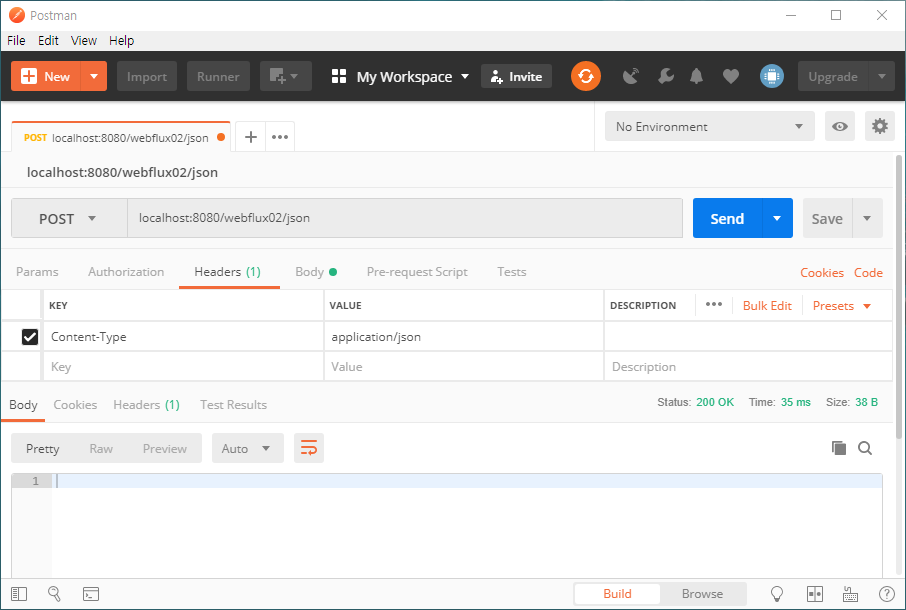 Postman
File Edit View Help
New Import Runner My Workspace Invite Upgrade
POST localhost:8080/webflux02/json No Environment
localhost:8080/webflux02/json
POST localhost:8080/webflux02/json Send Save
Params Authorization Headers (1) Body Pre-request Script Tests Cookies Code
KEY VALUE DESCRIPTION Bulk Edit Presets
Content-Type application/json
Key Value Description
Body Cookies Headers (1) Test Results Status: 200 OK Time: 35 ms Size: 38 B
Pretty Raw Preview Auto
1
Build Browse